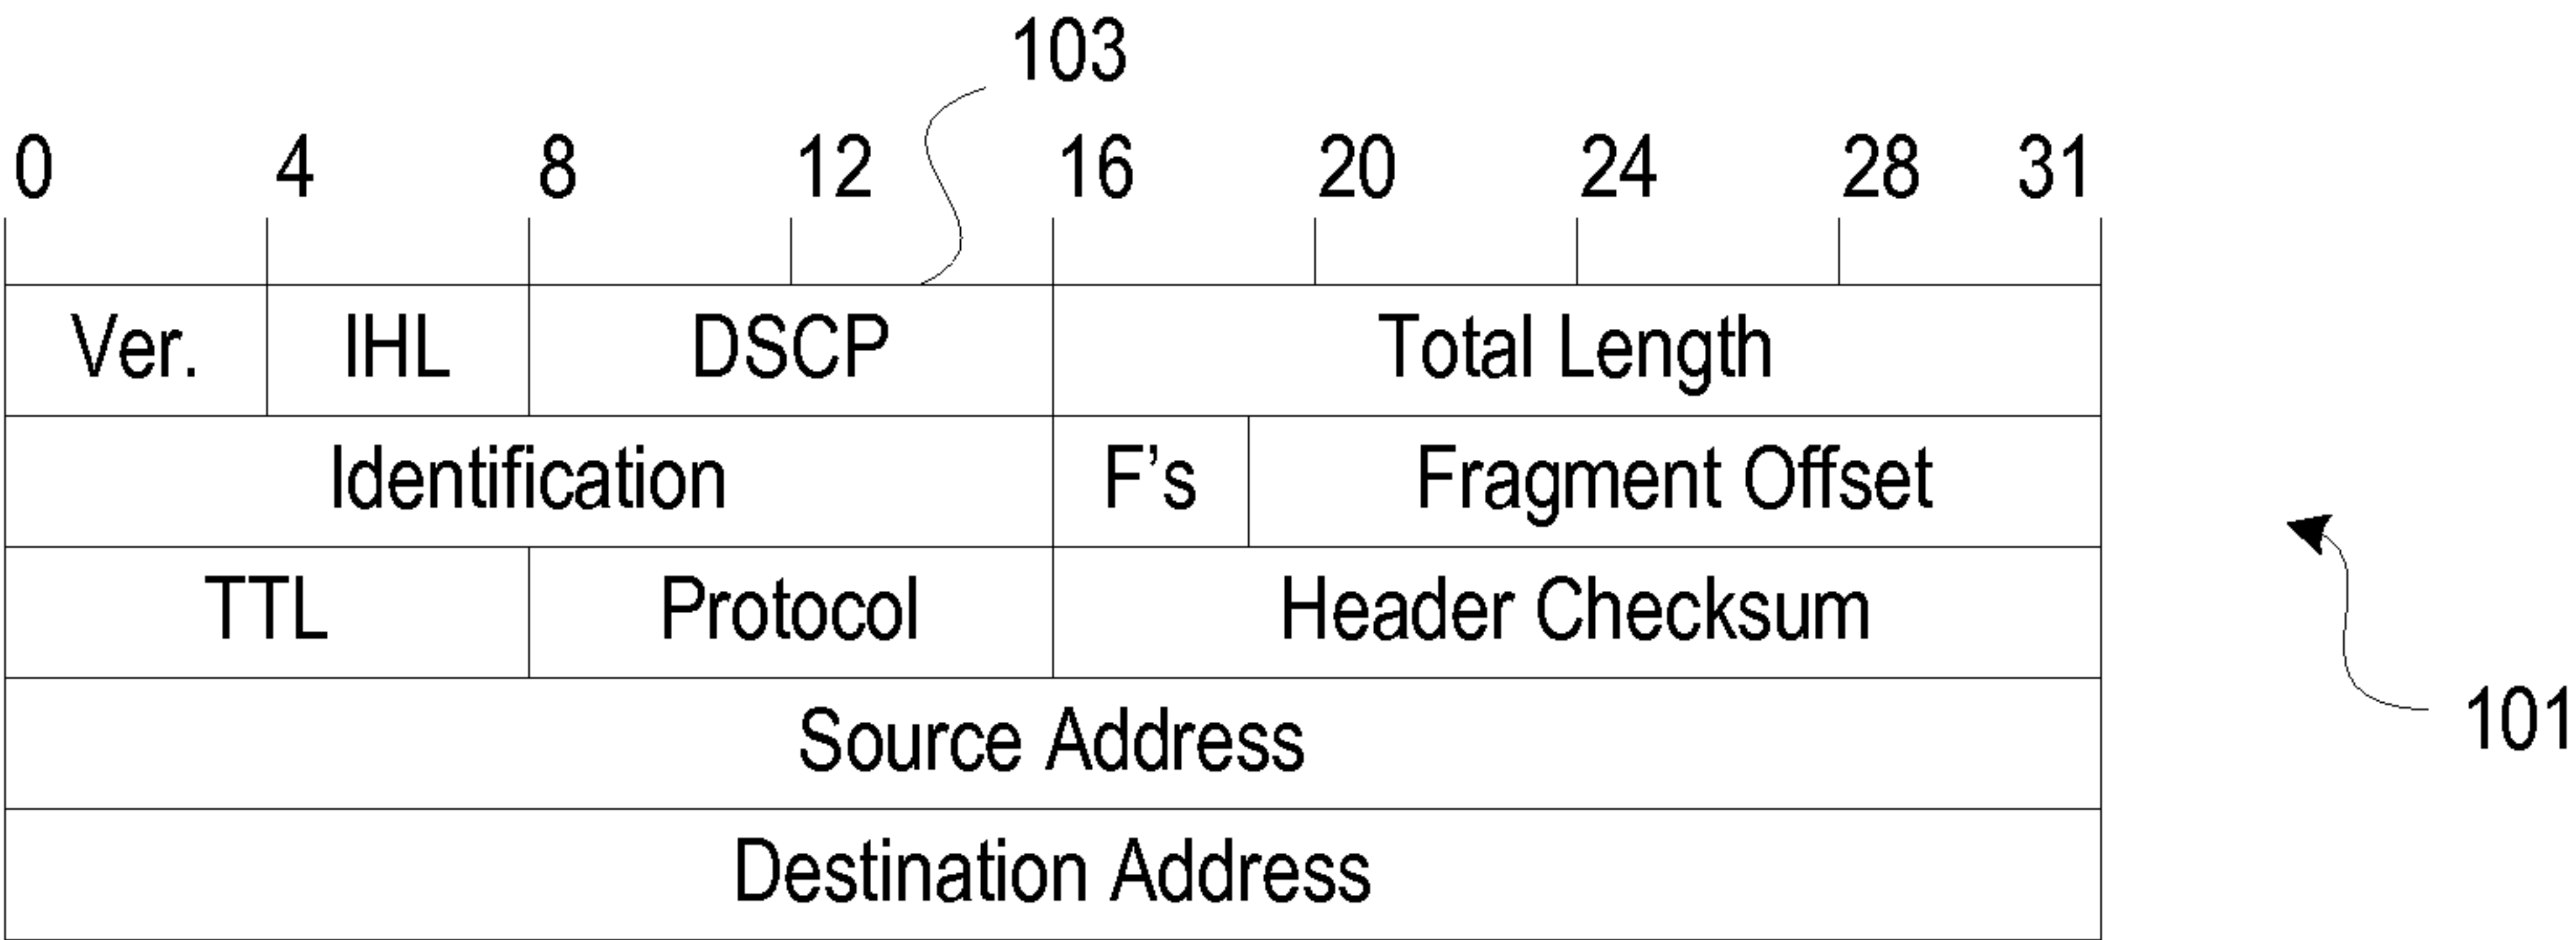 103
0 4 8 12 16 20 24 28 31
Ver. IHL DSCP Total Length
Identification F’s Fragment Offset
TTL Protocol Header Checksum
Source Address
101
Destination Address